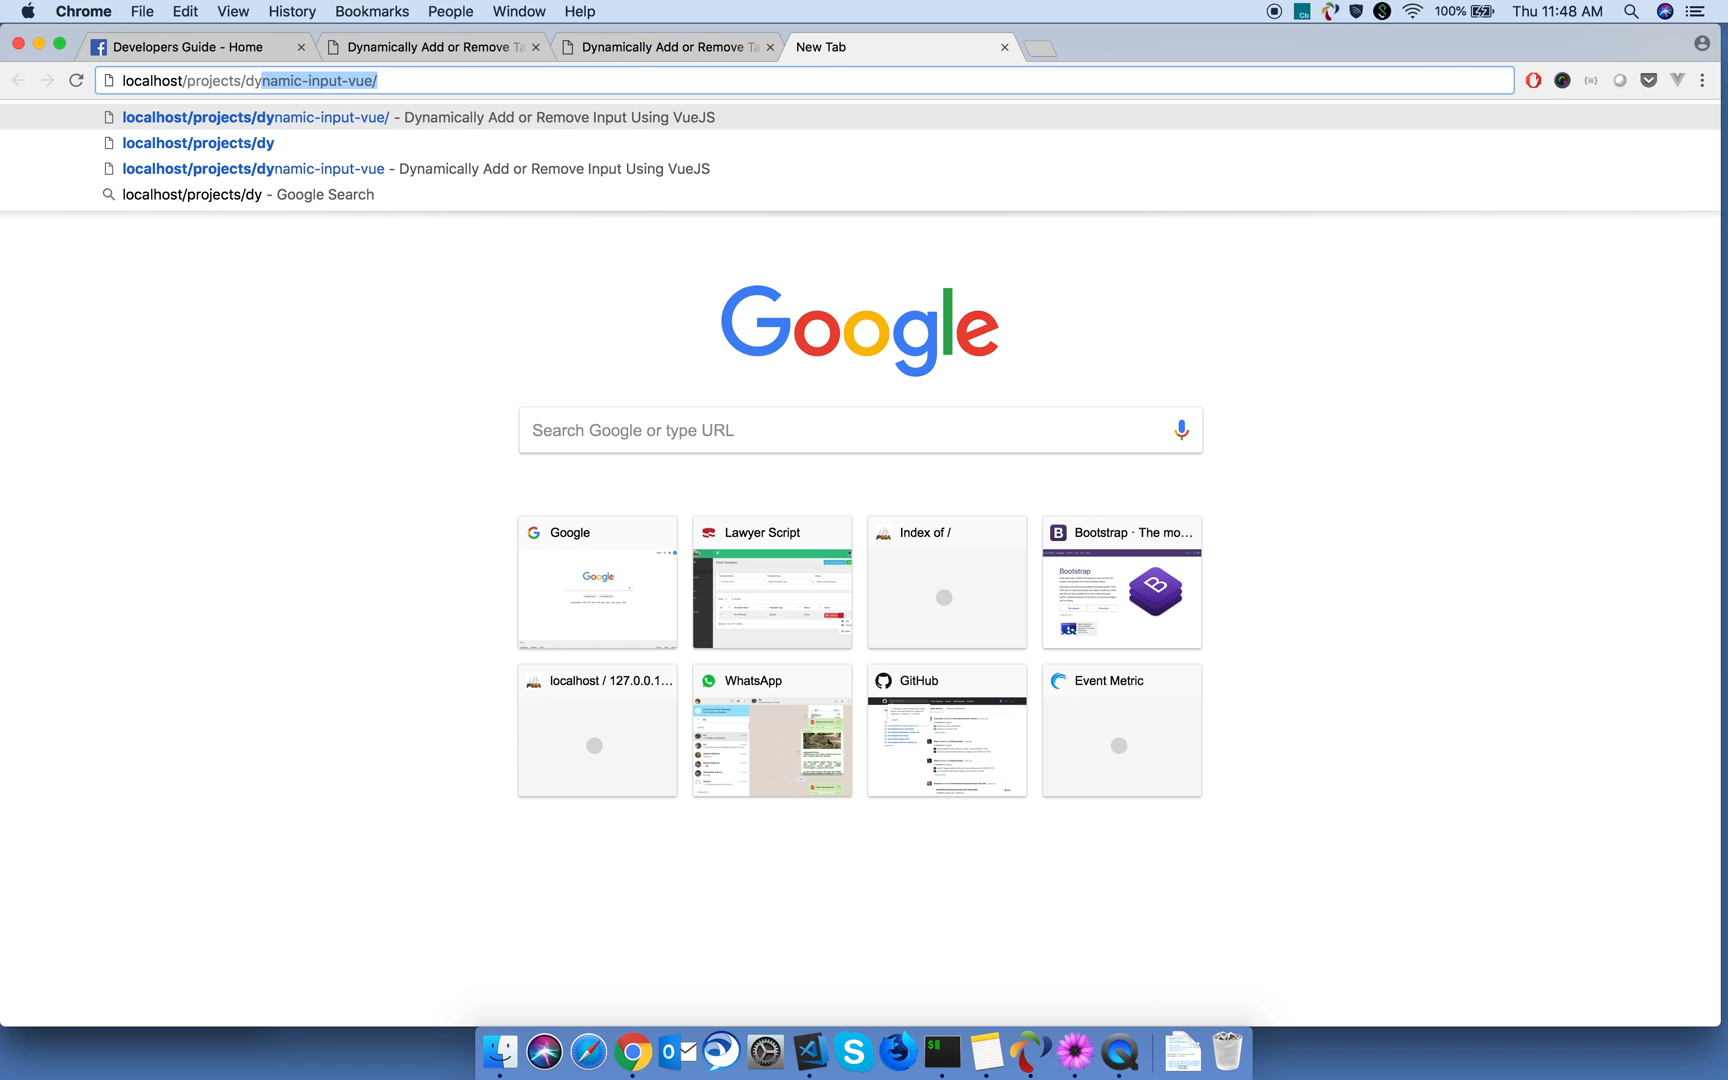 Chrome File Edit View History Bookmarks People Window Help 100% Thu 11:48 AM
Developers Guide - Home Dynamically Add or Remove Ta Dynamically Add or Remove Ta New Tab
localhost/projects/dynamic-input-vue/
localhost/projects/dynamic-input-vue/ - Dynamically Add or Remove Input Using VueJS
localhost/projects/dy
localhost/projects/dynamic-input-vue - Dynamically Add or Remove Input Using VueJS
localhost/projects/dy - Google Search
Google
Search Google or type URL
Google Lawyer Script Index of / Bootstrap · The mo...
Google
Bootstrap
localhost / 127.0.0.1... WhatsApp GitHub Event Metric